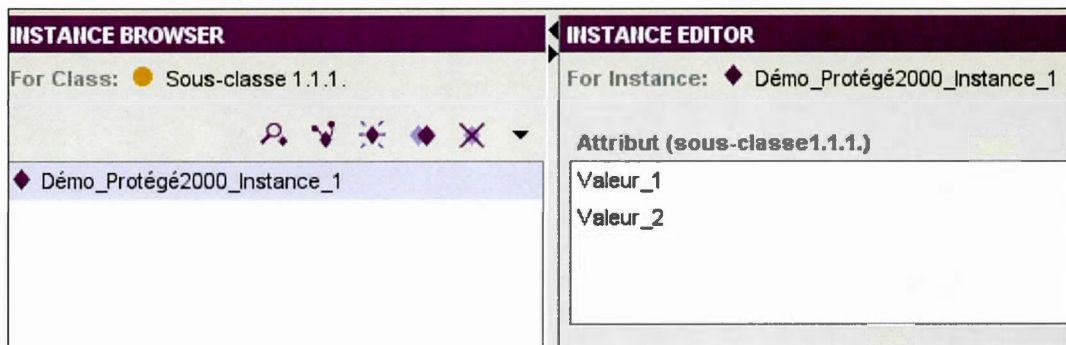 INSTANCE BROWSER
For Class: Sous-classe 1.1.1.
Démo_Protégé2000_Instance_1
INSTANCE EDITOR
For Instance: Démo_Protégé2000_Instance_1
Attribut (sous-classe1.1.1.)
Valeur_1
Valeur_2